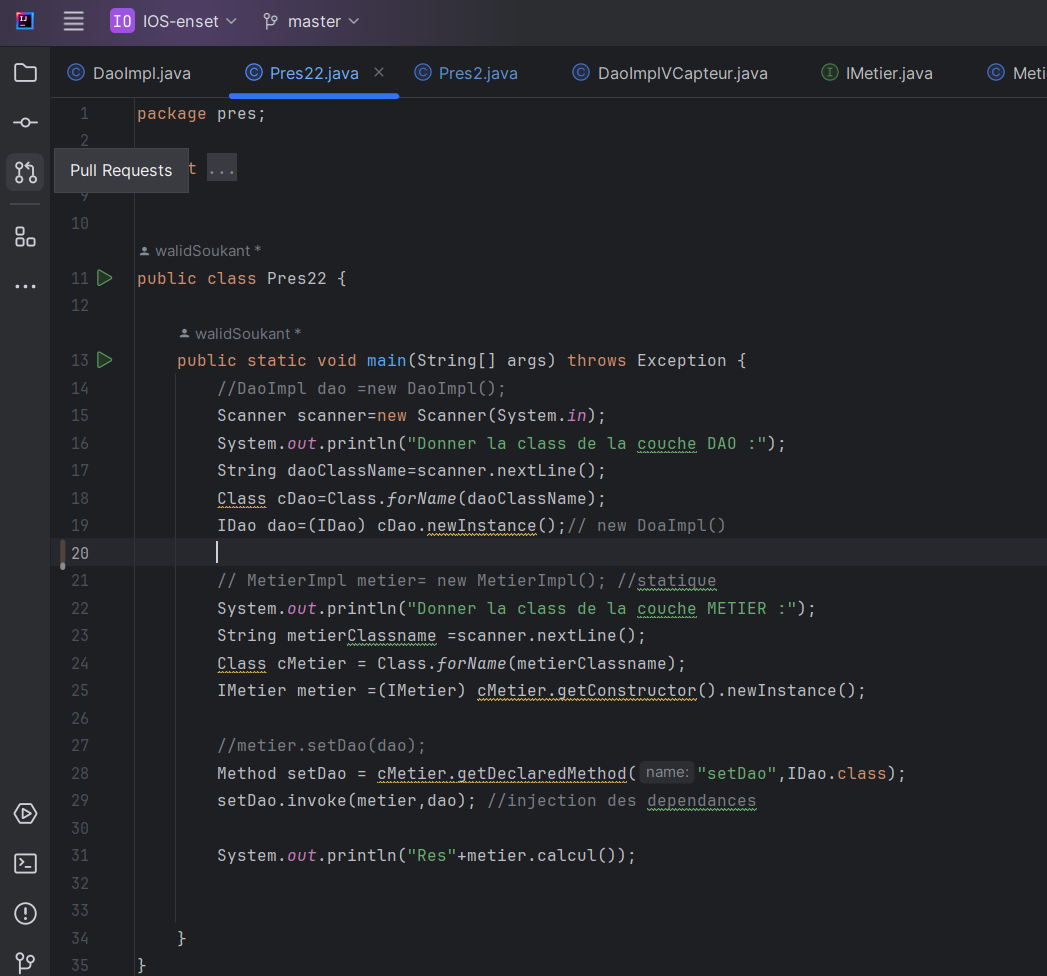 IO IOS-enset master
DaoImpl.java Pres22.java Pres2.java DaoImplVCapteur.java IMetier.java Meti
1 package pres;
2
Pull Requests t ...
9
10
walidSoukant *
11 public class Pres22 {
12
walidSoukant *
13 public static void main(String[] args) throws Exception {
14 //DaoImpl dao =new DaoImpl();
15 Scanner scanner=new Scanner(System.in);
16 System.out.println("Donner la class de la couche DAO :");
17 String daoClassName=scanner.nextLine();
18 Class cDao=Class.forName(daoClassName);
19 IDao dao=(IDao) cDao.newInstance();// new DoaImpl()
20
21 // MetierImpl metier= new MetierImpl(); //statique
22 System.out.println("Donner la class de la couche METIER :");
23 String metierClassname =scanner.nextLine();
24 Class cMetier = Class.forName(metierClassname);
25 IMetier metier =(IMetier) cMetier.getConstructor().newInstance();
26
27 //metier.setDao(dao);
28 Method setDao = cMetier.getDeclaredMethod( name: "setDao",IDao.class);
29 setDao.invoke(metier,dao); //injection des dependances
30
31 System.out.println("Res"+metier.calcul());
32
33
34 }
35 }